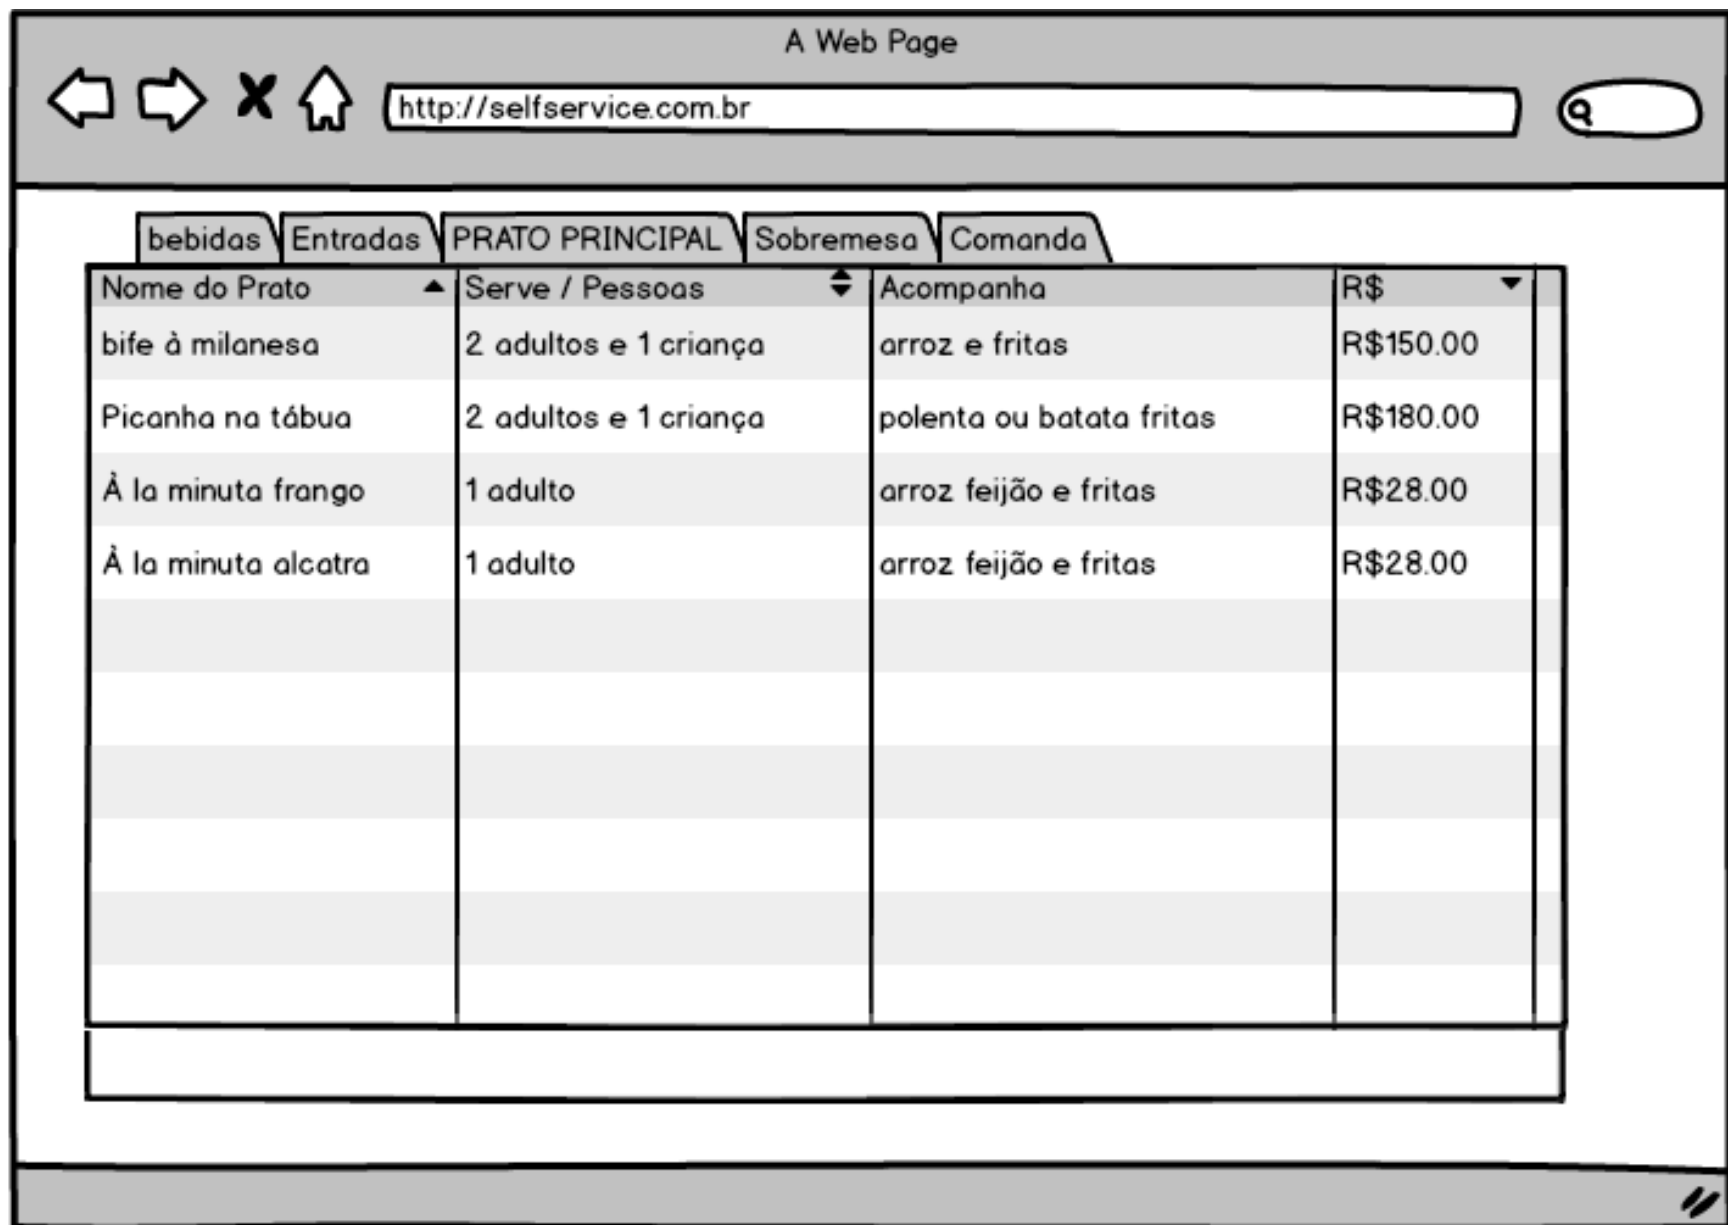 A Web Page
http://selfservice.com.br
bebidas Entradas PRATO PRINCIPAL Sobremesa Comanda
Nome do Prato Serve / Pessoas Acompanha R$
bife à milanesa 2 adultos e 1 criança arroz e fritas R$150.00
Picanha na tábua 2 adultos e 1 criança polenta ou batata fritas R$180.00
À la minuta frango 1 adulto arroz feijão e fritas R$28.00
À la minuta alcatra 1 adulto arroz feijão e fritas R$28.00